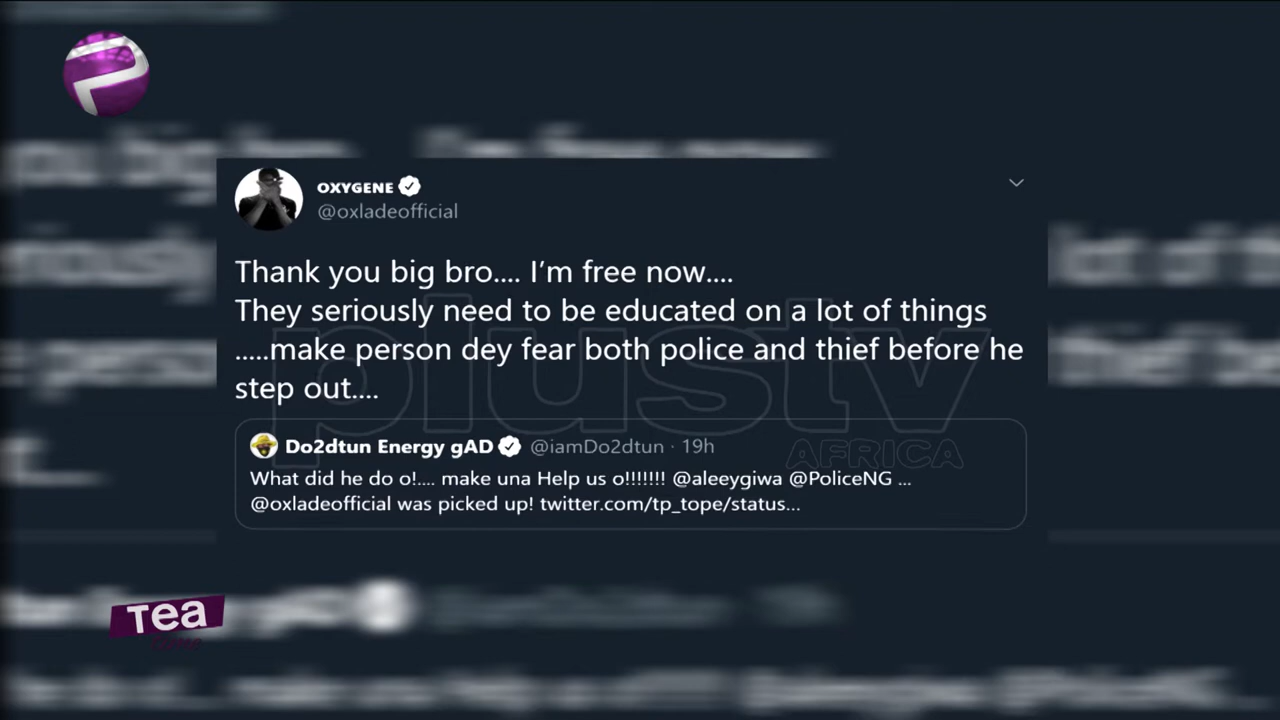 OXYGENE
@oxladeofficial
Thank you big bro.... I'm free now....
They seriously need to be educated on a lot of things
.....make person dey fear both police and thief before he
step out....
Do2dtun Energy gAD @iamDo2dtun · 19h
What did he do o!.... make una Help us o!!!!!!! @aleeygiwa @PoliceNG ...
@oxladeofficial was picked up! twitter.com/tp_tope/status...
plustv
AFRICA
Tea